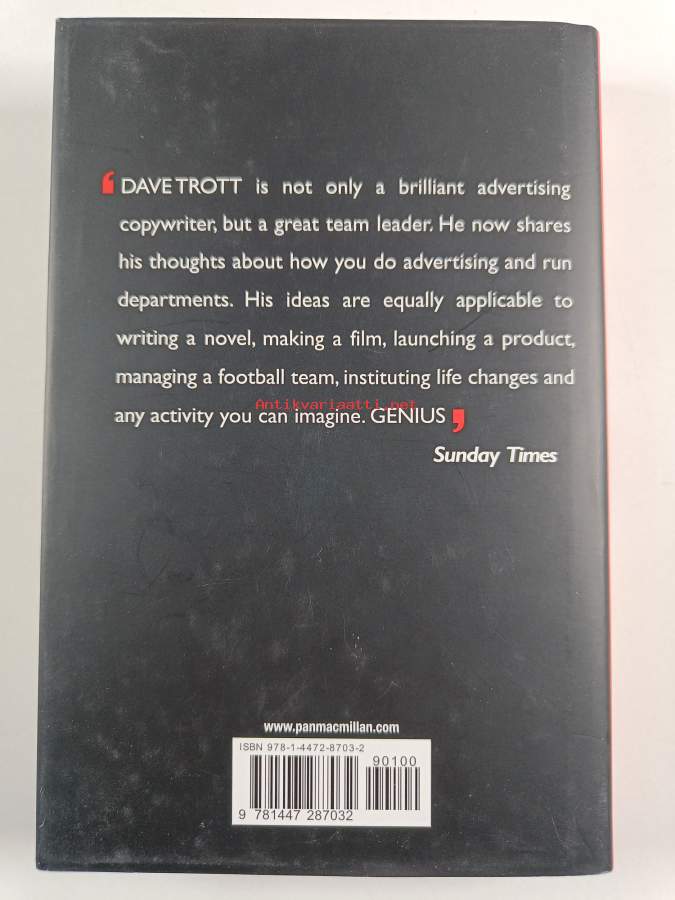 ‘DAVE TROTT is not only a brilliant advertising
copywriter, but a great team leader. He now shares
his thoughts about how you do advertising and run
departments. His ideas are equally applicable to
writing a novel, making a film, launching a product,
managing a football team, instituting life changes and
Antikvariaatti.net
any activity you can imagine. GENIUS’
Sunday Times
www.panmacmillan.com
ISBN 978-1-4472-8703-2
90100
9 781447 287032